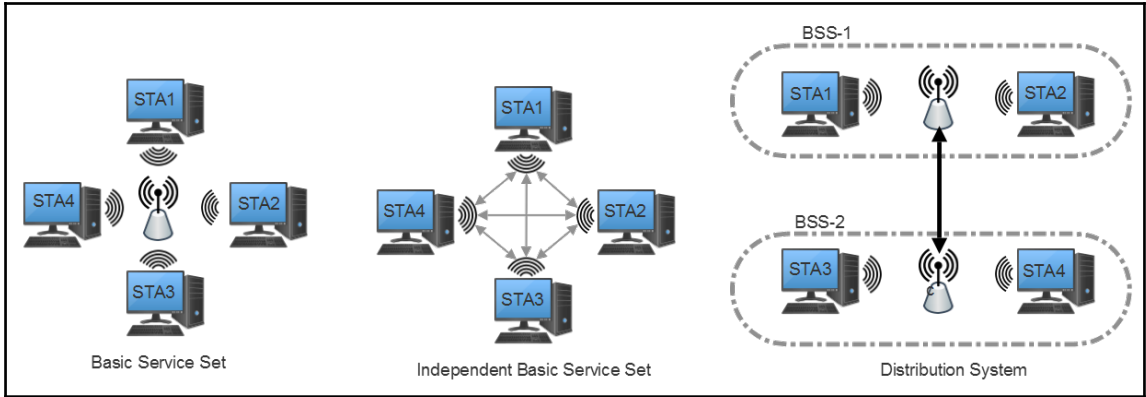 STA1
STA4
STA2
STA3
Basic Service Set
STA1
STA4
STA2
STA3
Independent Basic Service Set
BSS-1
STA1
STA2
BSS-2
STA3
C
STA4
Distribution System